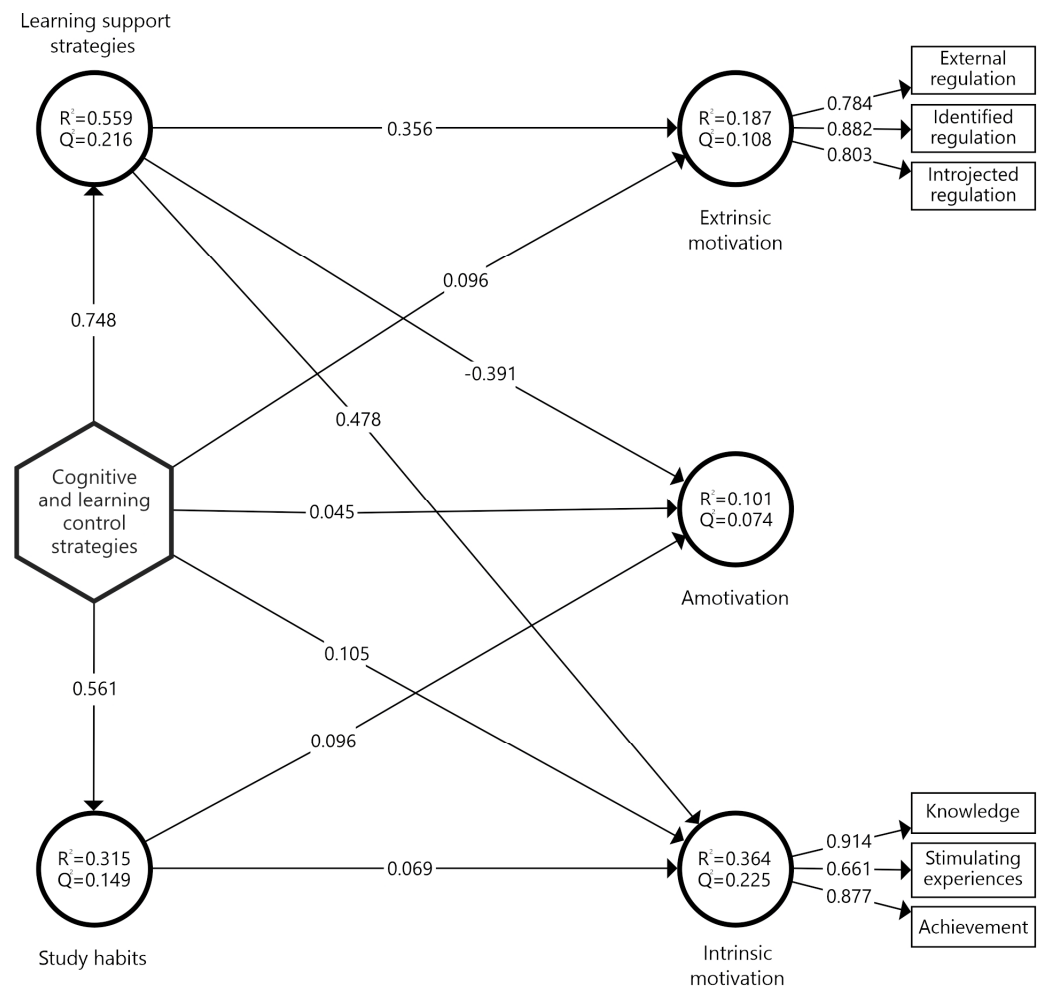 Learning support
strategies
R²=0.559
Q²=0.216
0.356
R²=0.187
Q²=0.108
Extrinsic
motivation
0.784
0.882
0.803
External
regulation
Identified
regulation
Introjected
regulation
0.748
0.096
-0.391
0.478
Cognitive
and learning
control
strategies
0.045
R²=0.101
Q²=0.074
Amotivation
0.105
0.561
0.096
R²=0.315
Q²=0.149
Study habits
0.069
R²=0.364
Q²=0.225
Intrinsic
motivation
0.914
0.661
0.877
Knowledge
Stimulating
experiences
Achievement